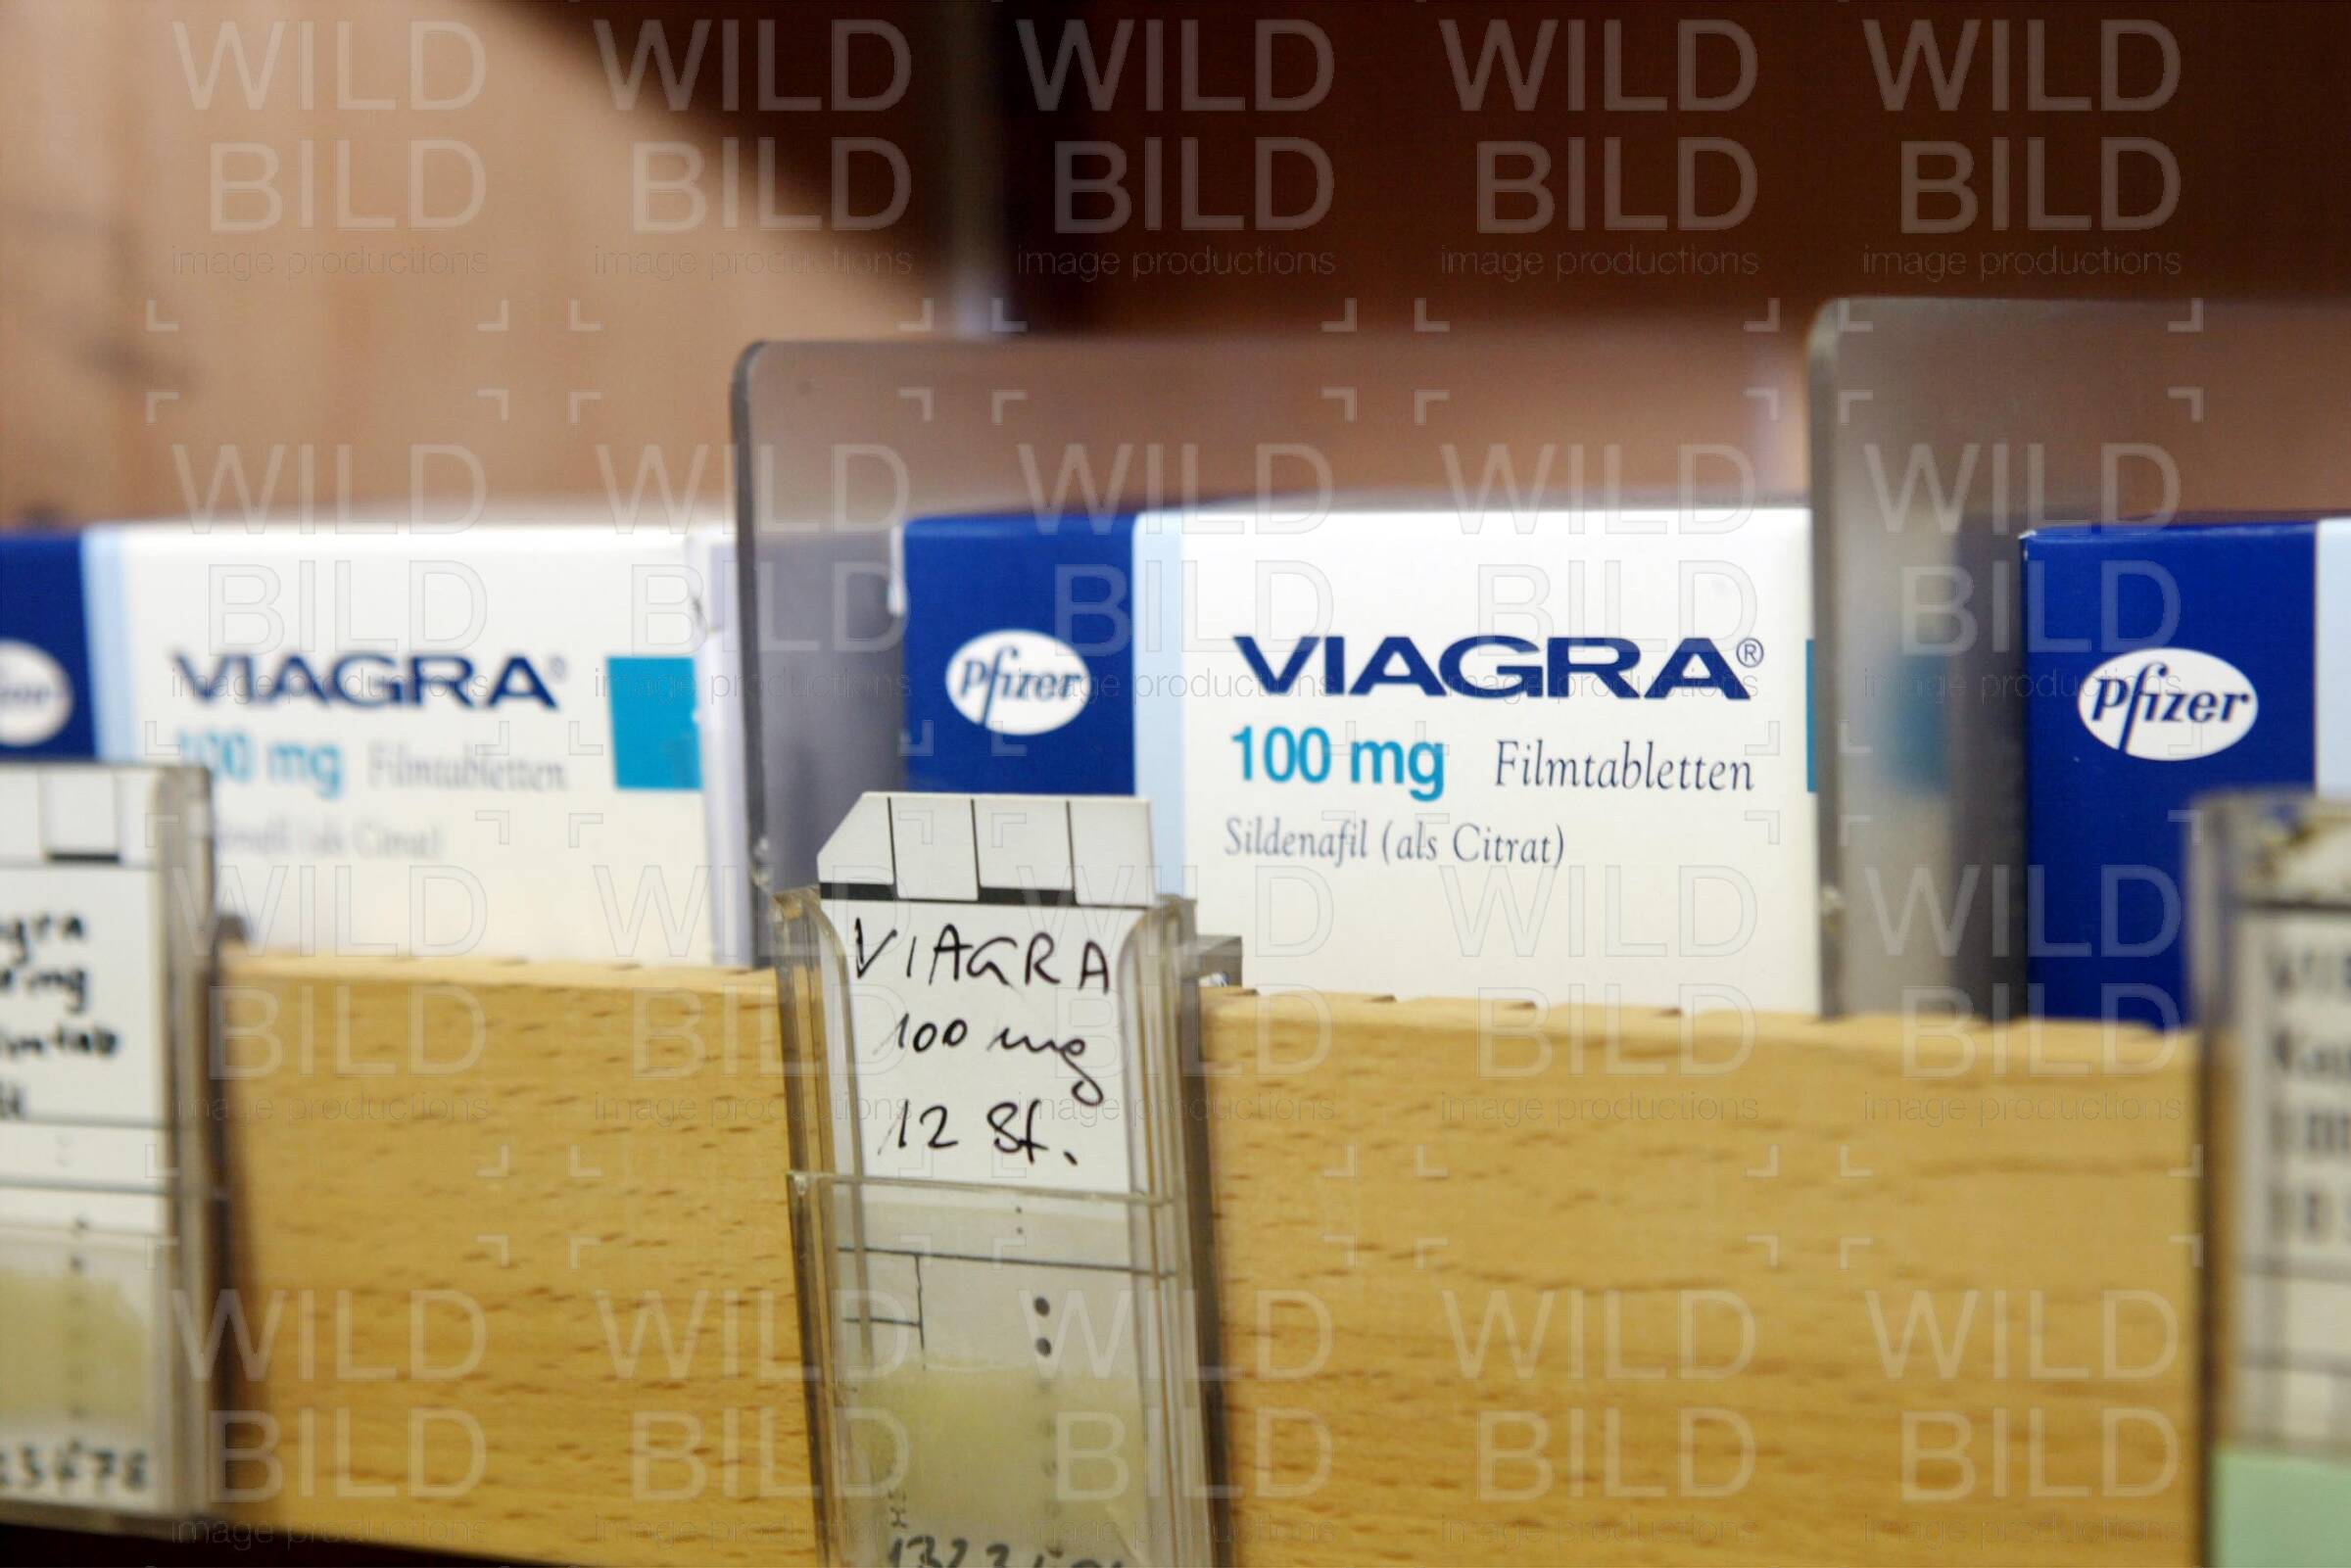 VIAGRA
100 mg Filmtabletten
Pfizer
VIAGRA®
100 mg Filmtabletten
Sildenafil (als Citrat)
Pfizer
VIAGRA
100 mg
12 St.
WILD
BILD
image productions